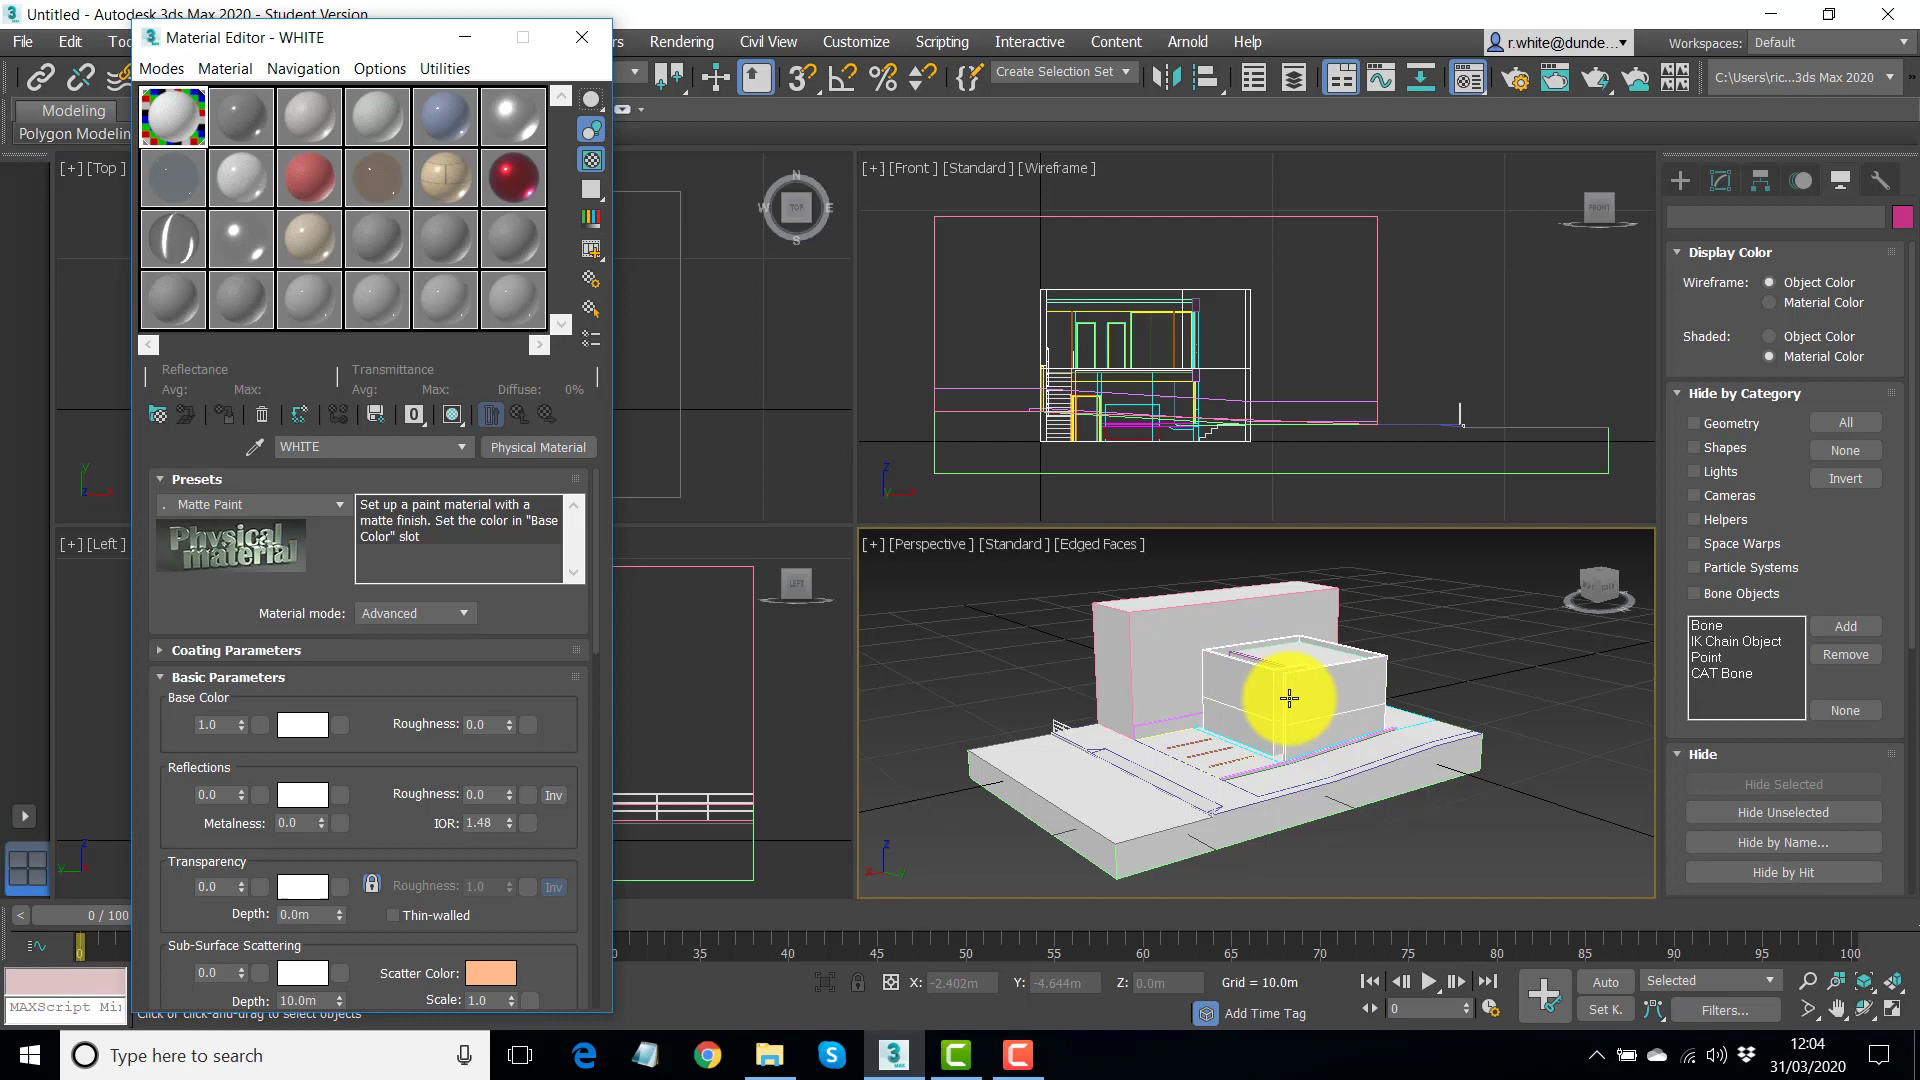 Untitled - Autodesk 3ds Max 2020 - Student Version
Material Editor - WHITE
File Edit Rendering Civil View Customize Scripting Interactive Content Arnold Help
r.white@dunde...
Workspaces: Default
Modes Material Navigation Options Utilities
Create Selection Set
C:\Users\ric...3ds Max 2020
Modeling
Polygon Modeling
[+] [Top ]
N
W TOP E
S
[+] [Front ] [Standard ] [Wireframe ]
FRONT
Display Color
Wireframe: Object Color
Material Color
Shaded: Object Color
Material Color
Hide by Category
Geometry All
Shapes None
Lights Invert
Cameras
Helpers
Space Warps
Particle Systems
Bone Objects
Bone
IK Chain Object
Point
CAT Bone
Add
Remove
None
Hide
Hide Selected
Hide Unselected
Hide by Name...
Hide by Hit
Reflectance Transmittance
Avg: Max: Avg: Max: Diffuse: 0%
WHITE Physical Material
Presets
. Matte Paint
Set up a paint material with a
matte finish. Set the color in "Base
Color" slot
Physical
material
Material mode: Advanced
Coating Parameters
Basic Parameters
Base Color
1.0 Roughness: 0.0
Reflections
0.0 Roughness: 0.0 Inv
Metalness: 0.0 IOR: 1.48
Transparency
0.0 Roughness: 1.0 Inv
Depth: 0.0m Thin-walled
Sub-Surface Scattering
0.0 Scatter Color:
Depth: 10.0m Scale: 1.0
[+] [Left ]
LEFT
[+] [Perspective ] [Standard ] [Edged Faces ]
z
x
y
0 / 100
0 35 40 45 50 55 60 65 70 75 80 85 90 95 100
X: -2.402m Y: -4.644m Z: 0.0m Grid = 10.0m
Add Time Tag
Auto Selected
0 Set K. Filters...
MAXScript Mi
Click or click-and-drag to select objects
Type here to search
12:04
31/03/2020